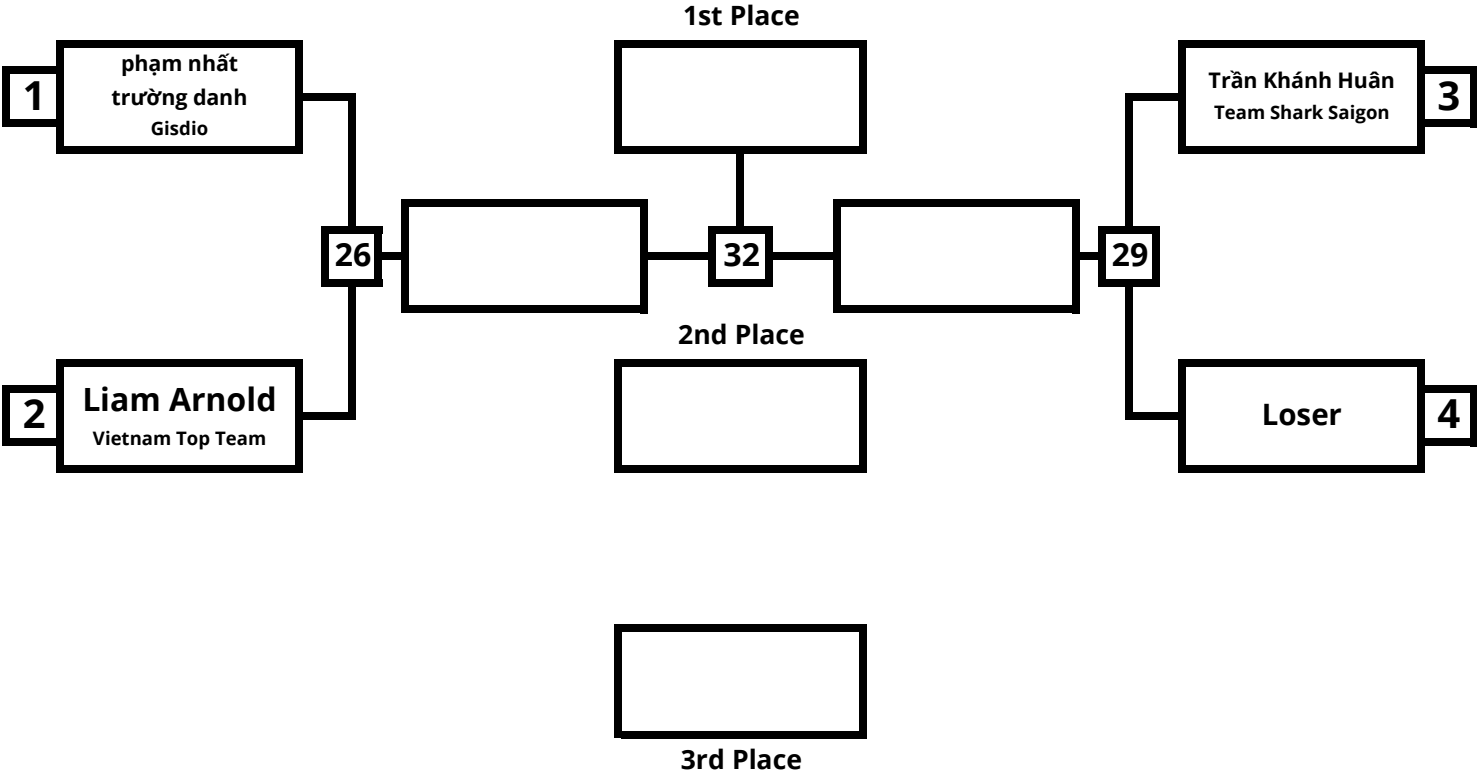 1st Place
1
phạm nhất
trường danh
Gisdio
Trần Khánh Huân
Team Shark Saigon
3
26
32
29
2nd Place
2
Liam Arnold
Vietnam Top Team
Loser
4
3rd Place